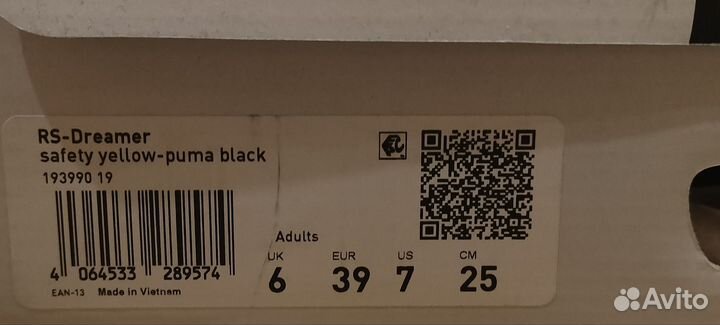 RS-Dreamer
safety yellow-puma black
193990 19
4 064533 289574
EAN-13 Made in Vietnam
Adults
UK EUR US CM
6 39 7 25
Avito